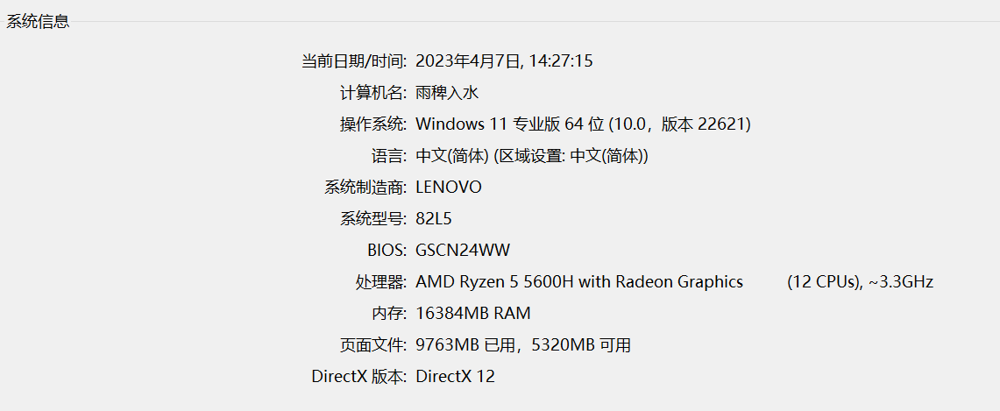 系统信息
当前日期/时间: 2023年4月7日, 14:27:15
计算机名: 雨稗入水
操作系统: Windows 11 专业版 64 位 (10.0，版本 22621)
语言: 中文(简体) (区域设置: 中文(简体))
系统制造商: LENOVO
系统型号: 82L5
BIOS: GSCN24WW
处理器: AMD Ryzen 5 5600H with Radeon Graphics (12 CPUs), ~3.3GHz
内存: 16384MB RAM
页面文件: 9763MB 已用，5320MB 可用
DirectX 版本: DirectX 12